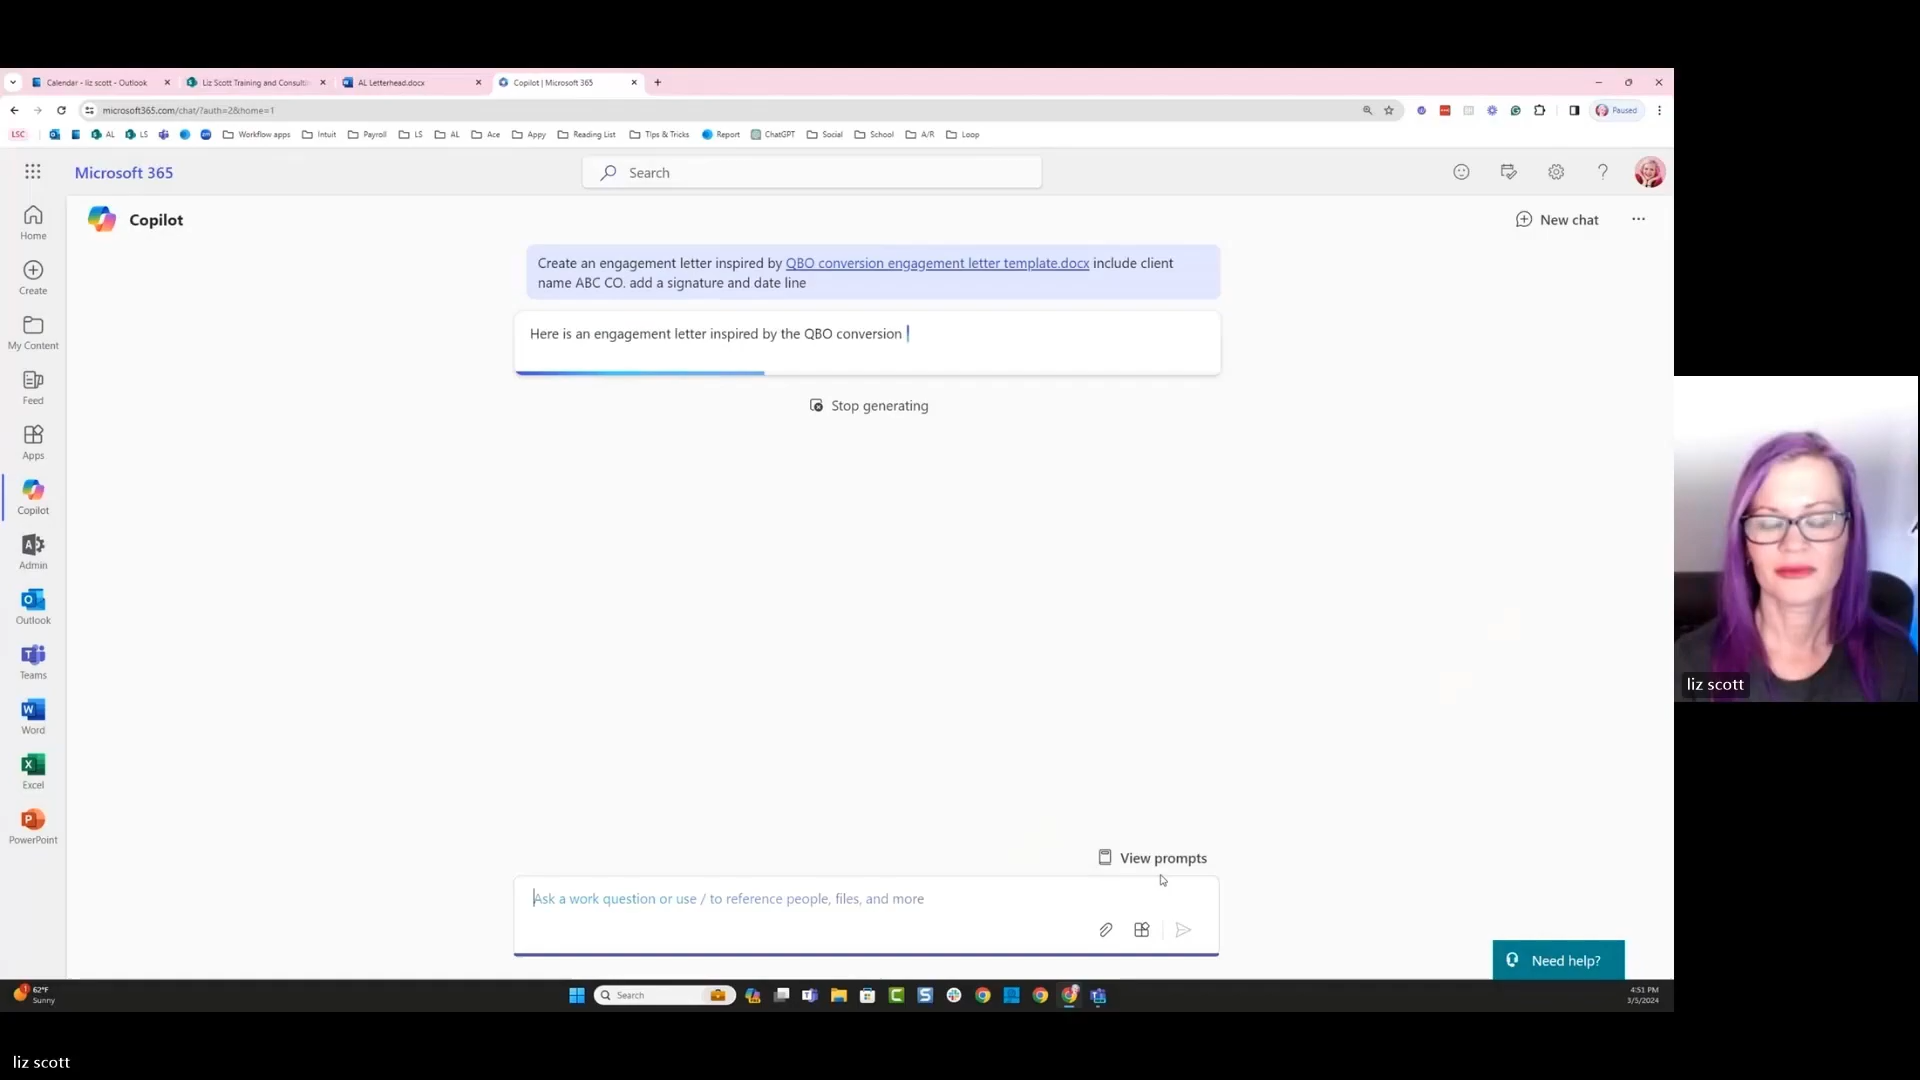 Calendar - liz scott - Outlook
Liz Scott Training and Consulti
AL Letterhead.docx
Copilot | Microsoft 365
microsoft365.com/chat/?auth=2&home=1
Paused
LSC
AL
LS
Workflow apps
Intuit
Payroll
LS
AL
Ace
Appy
Reading List
Tips & Tricks
Report
ChatGPT
Social
School
A/R
Loop
Microsoft 365
Search
Home
Create
My Content
Feed
Apps
Copilot
Admin
Outlook
Teams
Word
Excel
PowerPoint
Copilot
New chat
Create an engagement letter inspired by QBO conversion engagement letter template.docx include client
name ABC CO. add a signature and date line
Here is an engagement letter inspired by the QBO conversion
Stop generating
View prompts
Ask a work question or use / to reference people, files, and more
Need help?
liz scott
62°F
Sunny
Search
4:51 PM
3/5/2024
liz scott